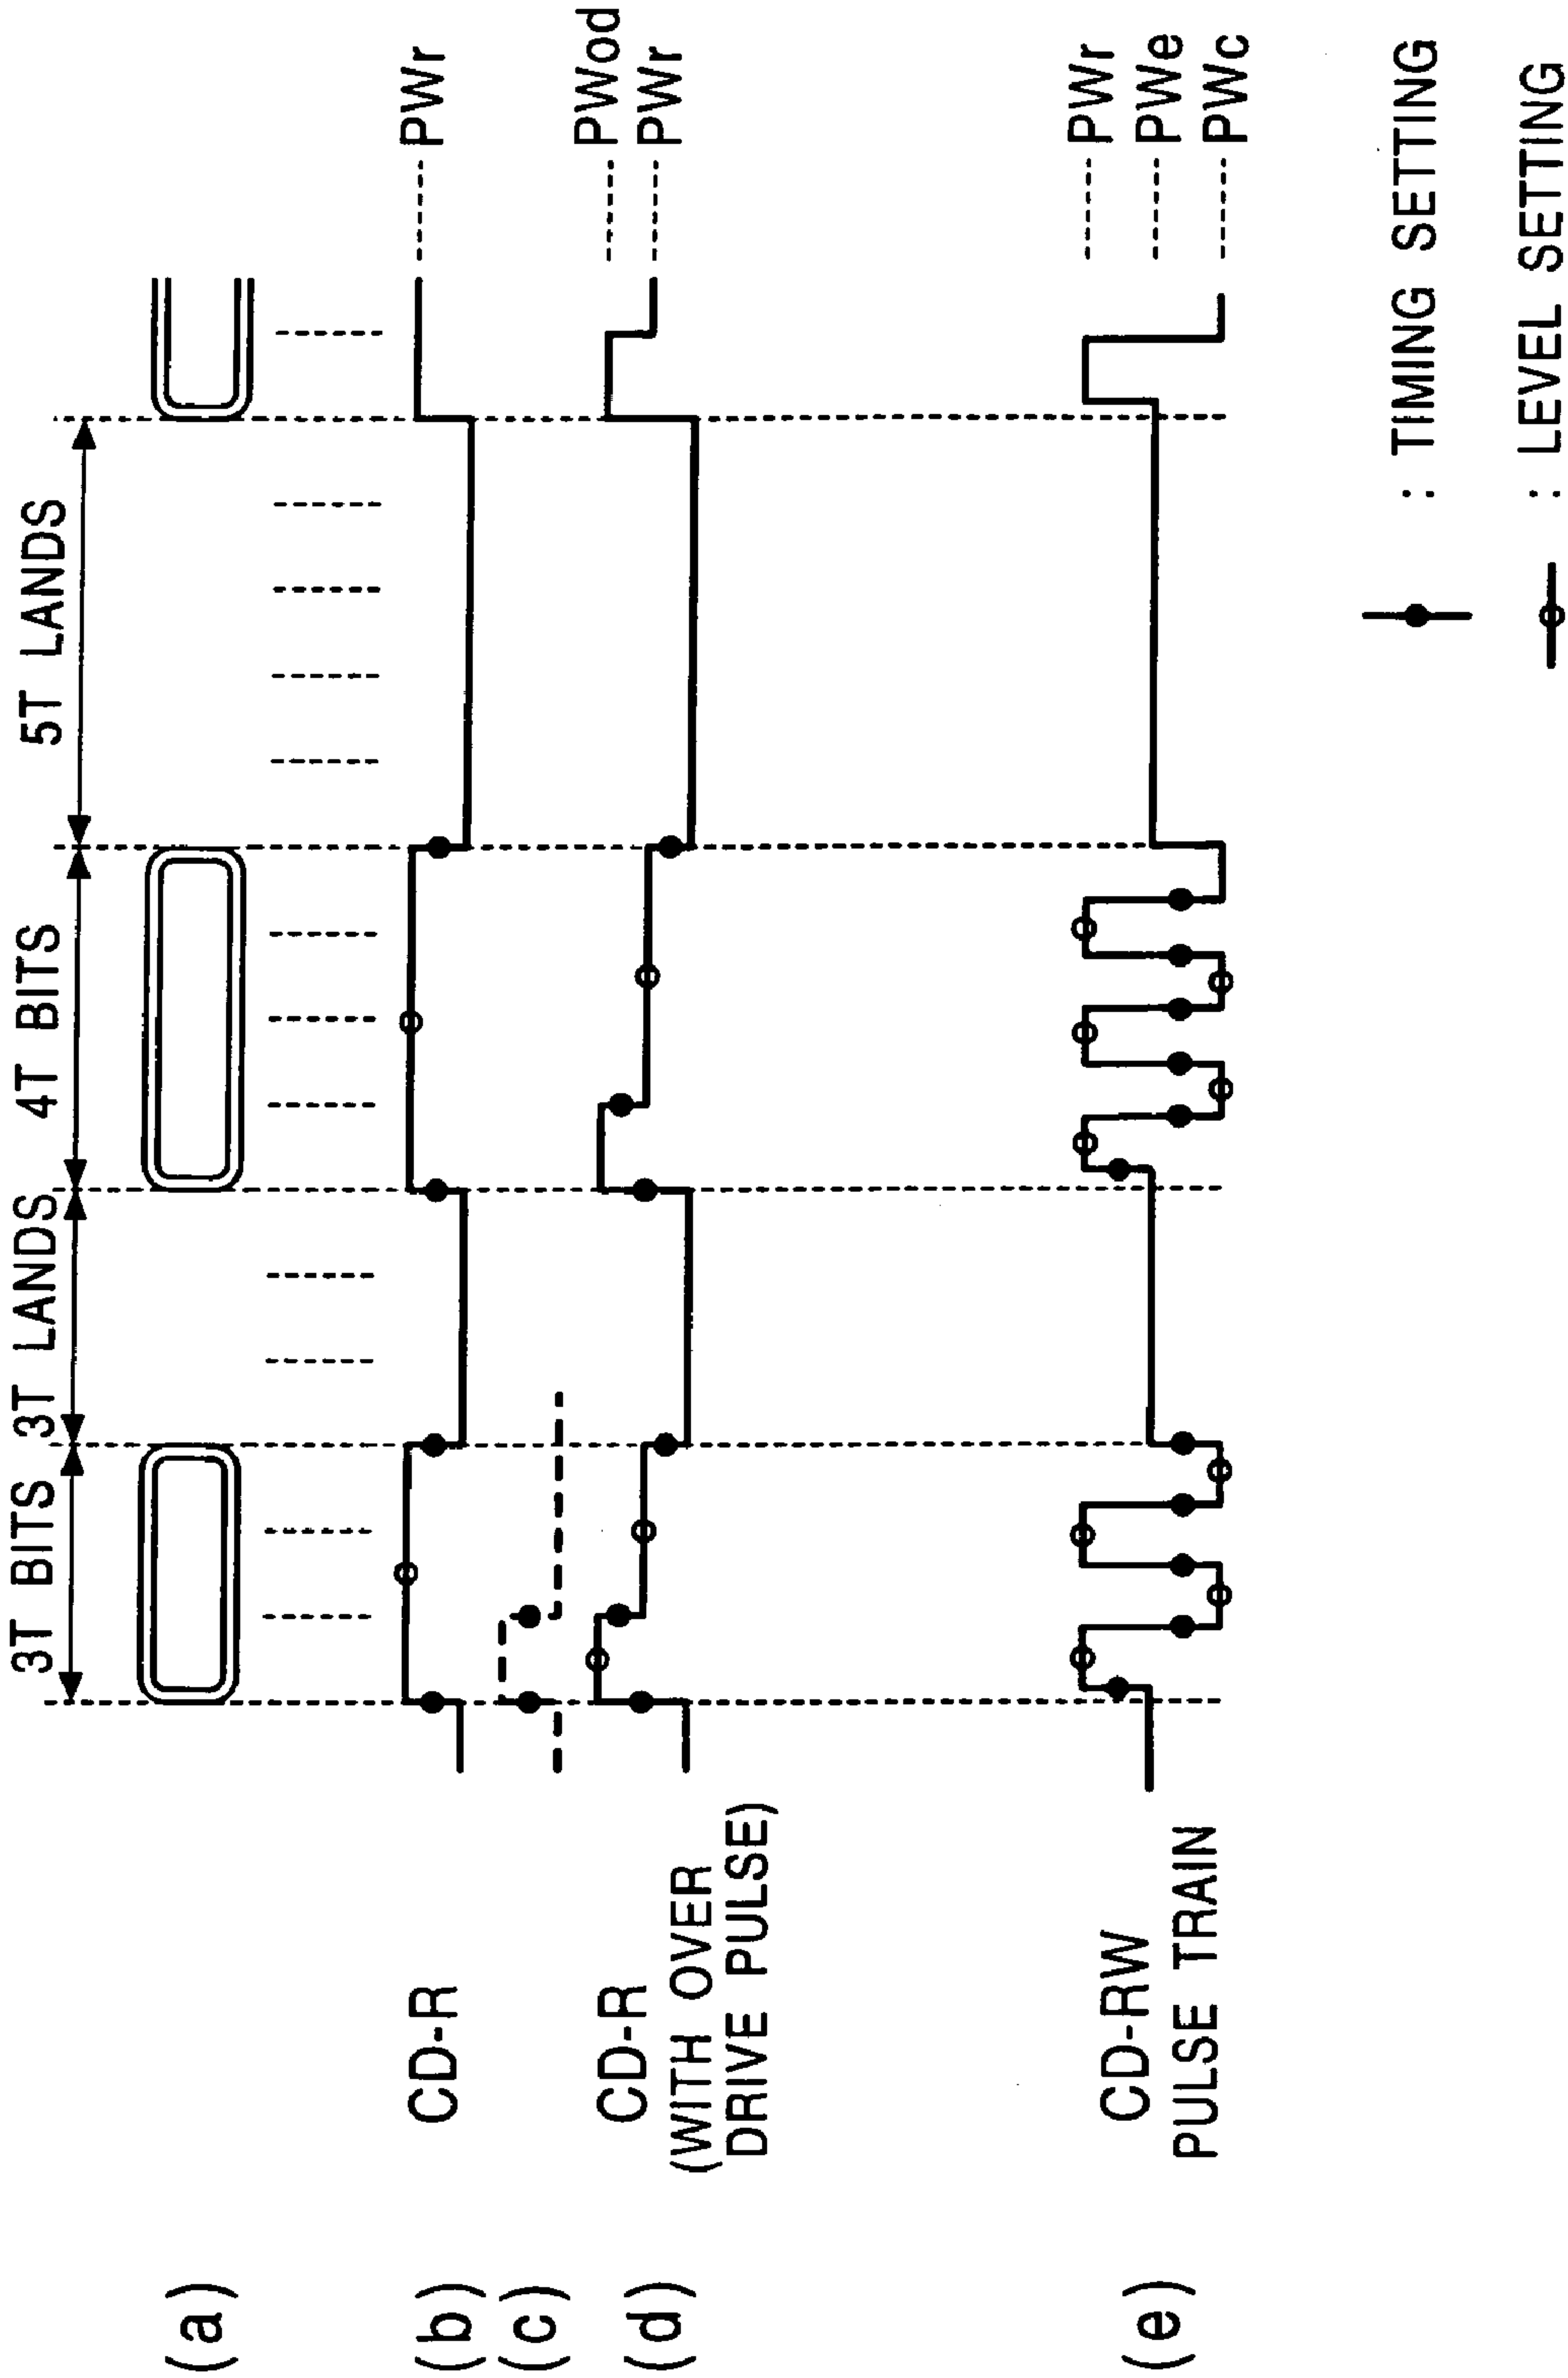 3T BITS 3T LANDS 4T BITS 5T LANDS
(a)
(b) CD-R PWr
(c)
(d) CD-R
(WITH OVER
DRIVE PULSE)
PWod
PWr
(e) CD-RW
PULSE TRAIN
PWr
PWe
PWc
: TIMING SETTING
: LEVEL SETTING